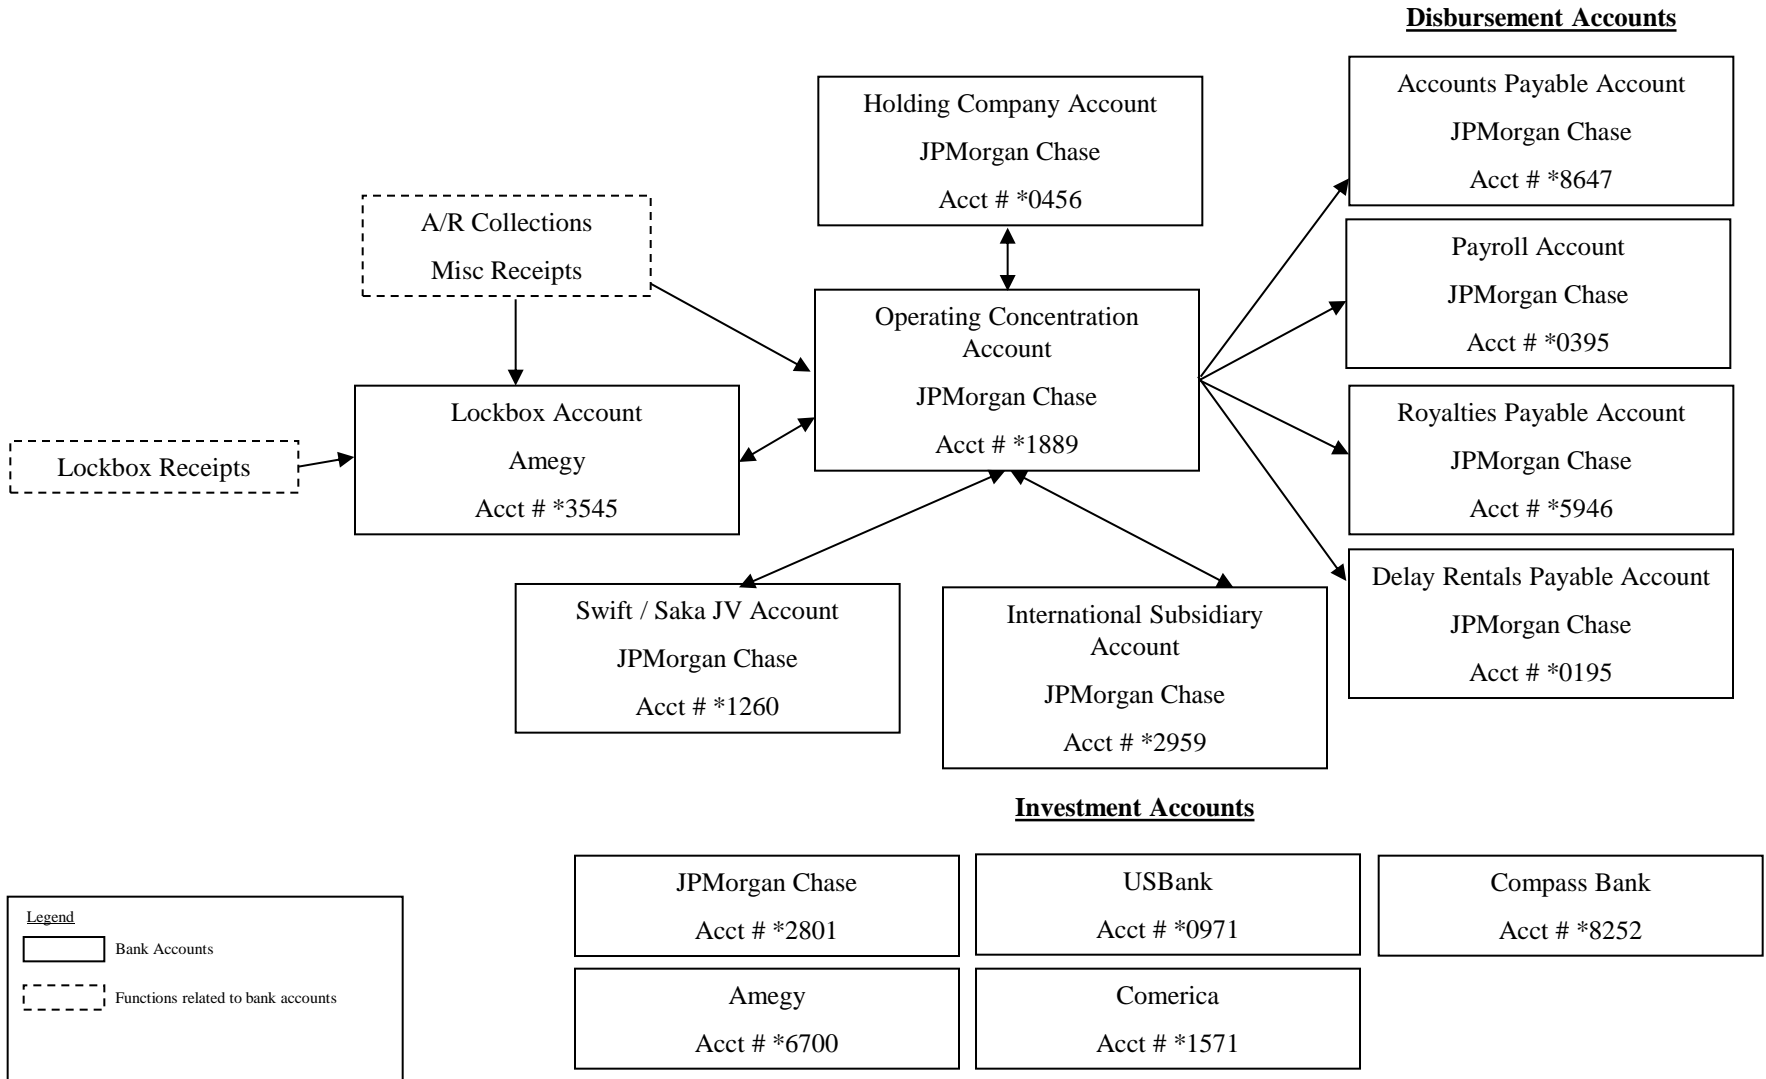 Disbursement Accounts
Holding Company Account
JPMorgan Chase
Acct # *0456
Accounts Payable Account
JPMorgan Chase
Acct # *8647
A/R Collections
Misc Receipts
Payroll Account
JPMorgan Chase
Acct # *0395
Operating Concentration
Account
JPMorgan Chase
Acct # *1889
Lockbox Receipts
Lockbox Account
Amegy
Acct # *3545
Royalties Payable Account
JPMorgan Chase
Acct # *5946
Swift / Saka JV Account
JPMorgan Chase
Acct # *1260
International Subsidiary
Account
JPMorgan Chase
Acct # *2959
Delay Rentals Payable Account
JPMorgan Chase
Acct # *0195
Investment Accounts
JPMorgan Chase
Acct # *2801
USBank
Acct # *0971
Compass Bank
Acct # *8252
Amegy
Acct # *6700
Comerica
Acct # *1571
Legend
Bank Accounts
Functions related to bank accounts